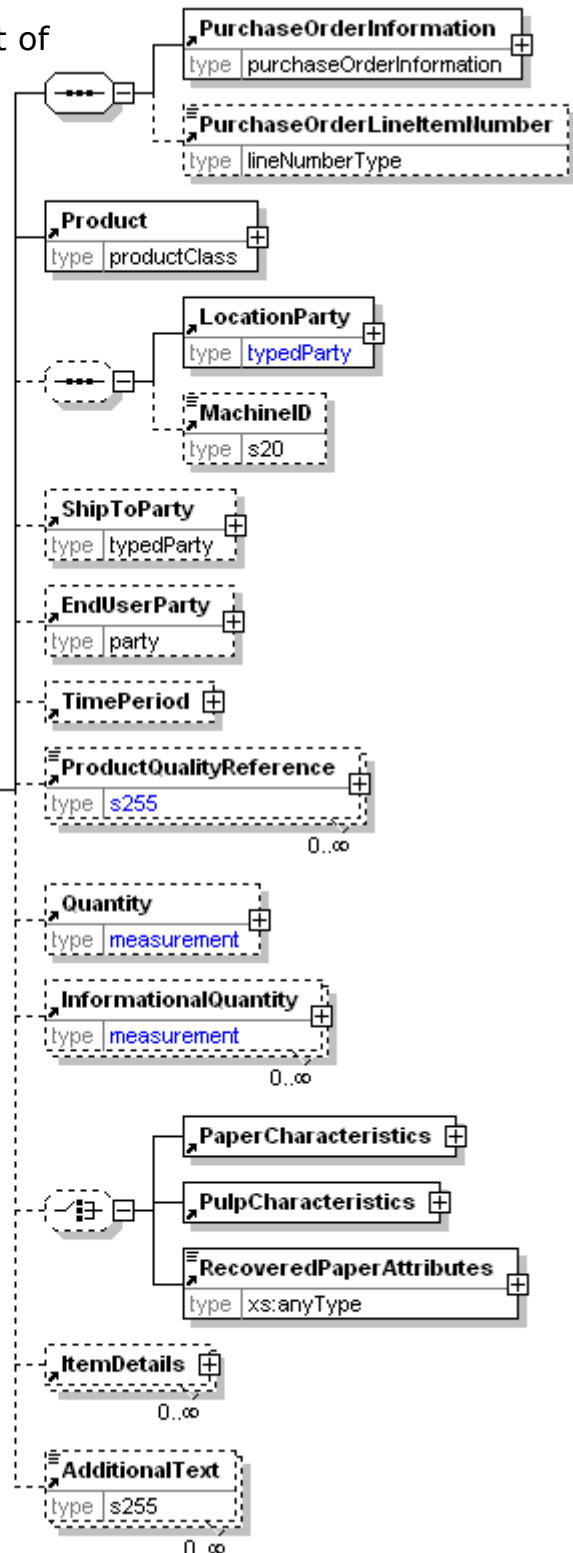 t of
PurchaseOrderInformation
type purchaseOrderInformation
PurchaseOrderLineItemNumber
type lineNumberType
Product
type productClass
LocationParty
type typedParty
MachineID
type s20
ShipToParty
type typedParty
EndUserParty
type party
TimePeriod
ProductQualityReference
type s255
0..∞
Quantity
type measurement
InformationalQuantity
type measurement
0..∞
PaperCharacteristics
PulpCharacteristics
RecoveredPaperAttributes
type xs:anyType
ItemDetails
0..∞
AdditionalText
type s255
0..∞